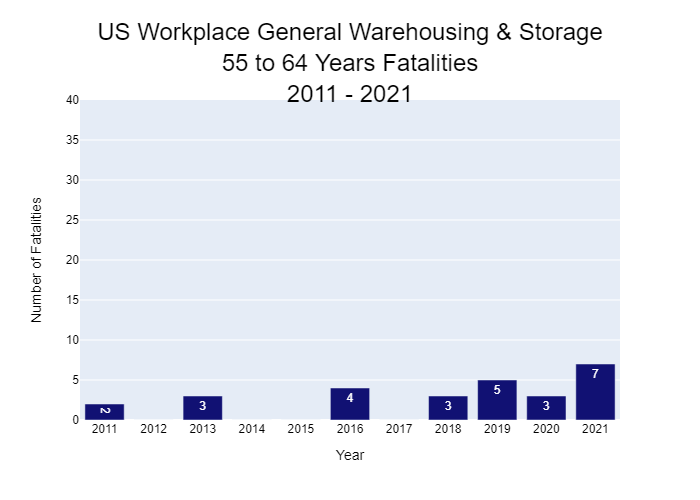 US Workplace General Warehousing & Storage
55 to 64 Years Fatalities
2011 - 2021
40
35
30
25
20
15
10
5
0
Number of Fatalities
2
3
4
3
5
3
7
2011 2012 2013 2014 2015 2016 2017 2018 2019 2020 2021
Year